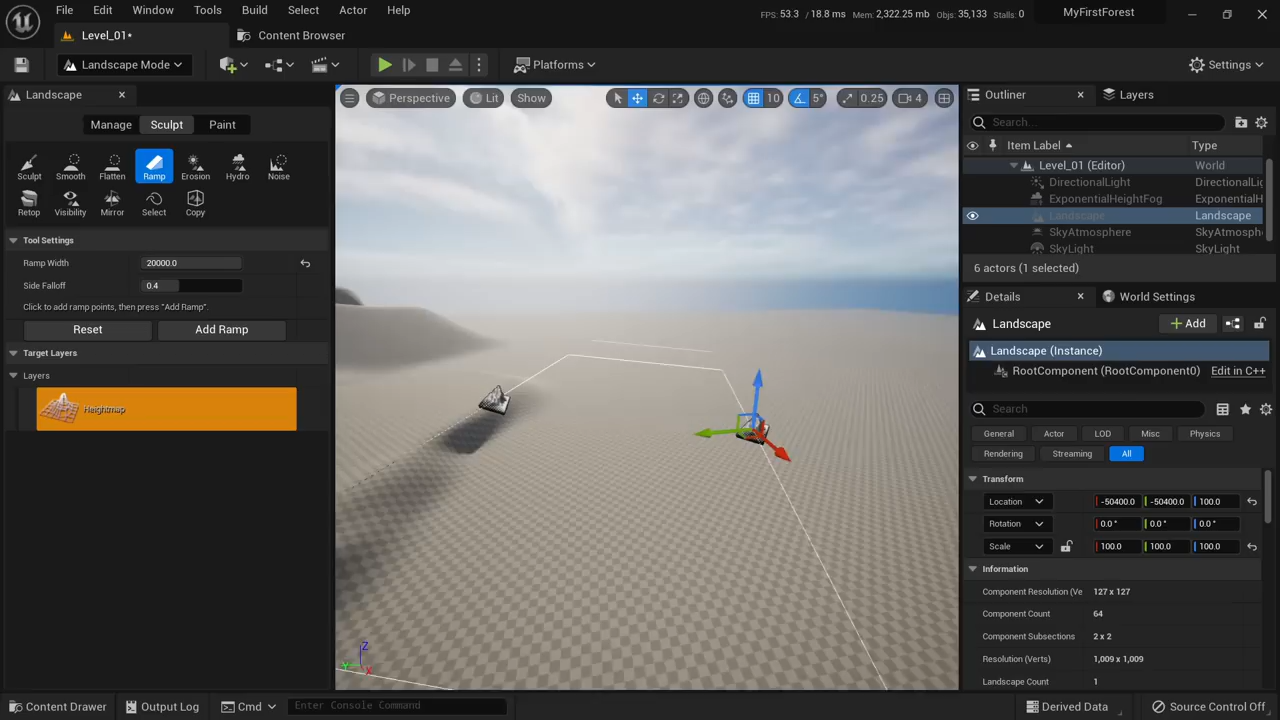 File Edit Window Tools Build Select Actor Help
FPS: 53.3 / 18.8 ms Mem: 2,322.25 mb Objs: 35,133 Stalls: 0
MyFirstForest
Level_01•
Content Browser
Landscape Mode
Platforms
Settings
Landscape
Manage Sculpt Paint
Sculpt Smooth Flatten Ramp Erosion Hydro Noise
Retop Visibility Mirror Select Copy
Tool Settings
Ramp Width 20000.0
Side Falloff 0.4
Click to add ramp points, then press "Add Ramp".
Reset Add Ramp
Target Layers
Layers
Heightmap
Perspective Lit Show
10 5° 0.25 4
Z
Y X
Outliner Layers
Search...
Item Label Type
Level_01 (Editor) World
DirectionalLight DirectionalLig
ExponentialHeightFog ExponentialH
Landscape Landscape
SkyAtmosphere SkyAtmosph
SkyLight SkyLight
6 actors (1 selected)
Details World Settings
Landscape Add
Landscape (Instance)
RootComponent (RootComponent0) Edit in C++
Search
General Actor LOD Misc Physics
Rendering Streaming All
Transform
Location -50400.0 -50400.0 100.0
Rotation 0.0 ° 0.0 ° 0.0 °
Scale 100.0 100.0 100.0
Information
Component Resolution (Ve 127 x 127
Component Count 64
Component Subsections 2 x 2
Resolution (Verts) 1,009 x 1,009
Landscape Count 1
Content Drawer Output Log Cmd Enter Console Command
Derived Data Source Control Off